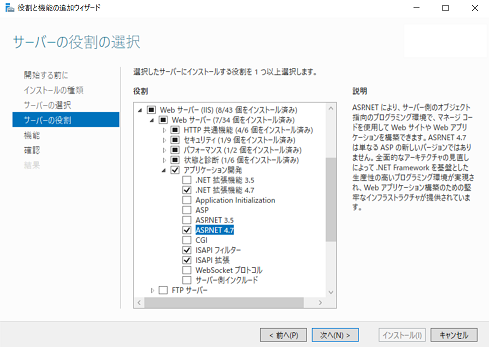 役割と機能の追加ウィザード
サーバーの役割の選択
開始する前に
インストールの種類
サーバーの選択
サーバーの役割
機能
確認
結果
選択したサーバーにインストールする役割を 1 つ以上選択します。
役割
Web サーバー (IIS) (8/43 個をインストール済み)
Web サーバー (7/34 個をインストール済み)
HTTP 共通機能 (4/6 個をインストール済み)
セキュリティ (1/9 個をインストール済み)
パフォーマンス (1/2 個をインストール済み)
状態と診断 (1/6 個をインストール済み)
アプリケーション開発
.NET 拡張機能 3.5
.NET 拡張機能 4.7
Application Initialization
ASP
ASP.NET 3.5
ASP.NET 4.7
CGI
ISAPI フィルター
ISAPI 拡張
WebSocket プロトコル
サーバー側インクルード
FTP サーバー
説明
ASP.NET により、サーバー側のオブジェクト
指向のプログラミング環境で、マネージ コー
ドを使用して Web サイトや Web アプリ
ケーションを構築できます。ASP.NET 4.7
は単なる ASP の新しいバージョンではあり
ません。全面的なアーキテクチャの見直し
によって .NET Framework を基盤とした
生産性の高いプログラミング環境が実現さ
れ、Web アプリケーション構築のための堅
牢なインフラストラクチャが提供されていま
す。
< 前へ(P)
次へ(N) >
インストール(I)
キャンセル